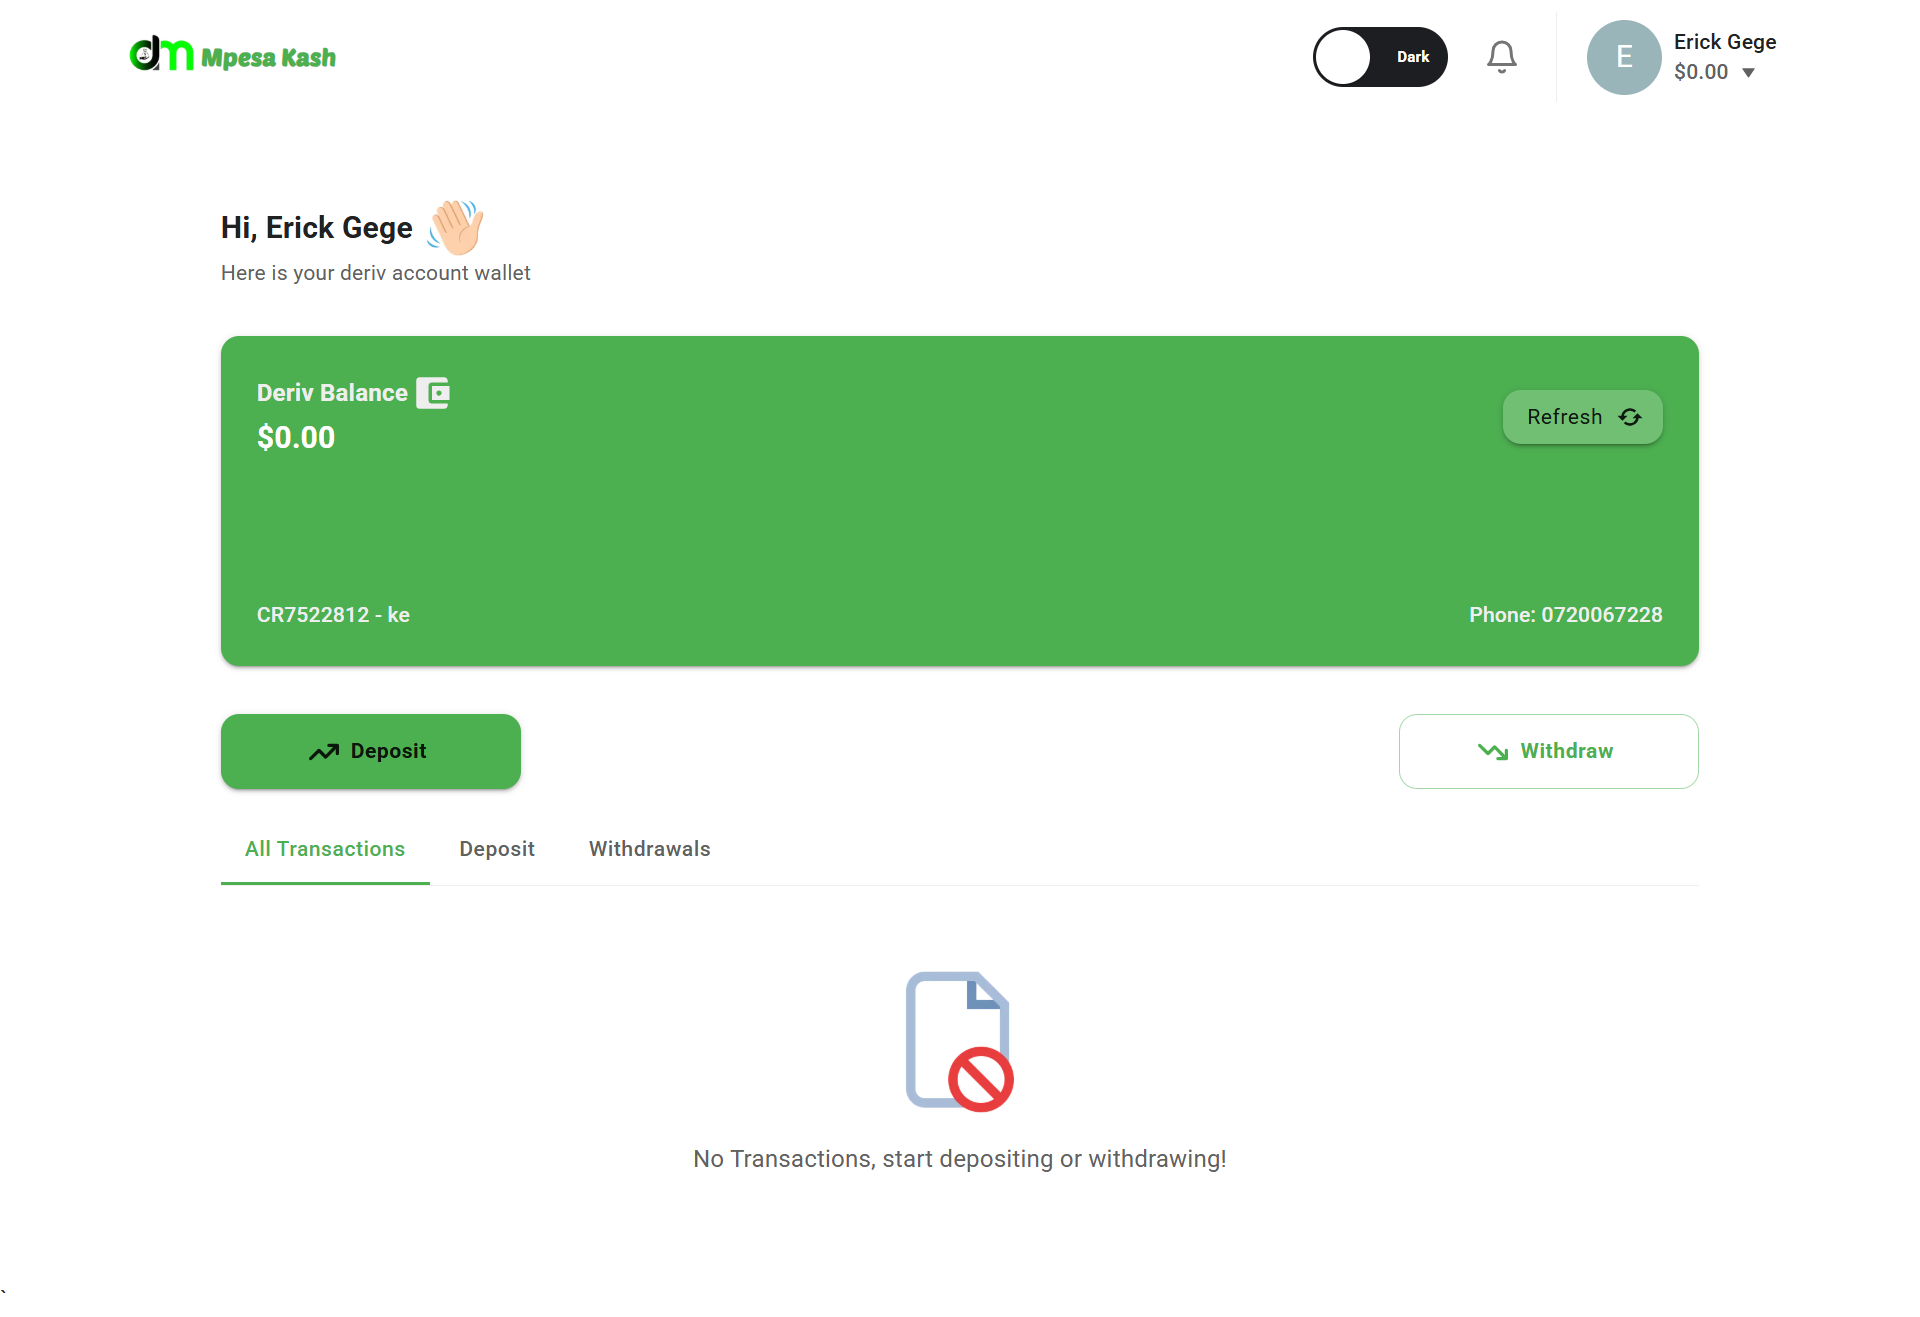 dm Mpesa Kash
Dark
E
Erick Gege
$0.00
Hi, Erick Gege
Here is your deriv account wallet
Deriv Balance
$0.00
Refresh
CR7522812 - ke
Phone: 0720067228
Deposit
Withdraw
All Transactions
Deposit
Withdrawals
No Transactions, start depositing or withdrawing!
`